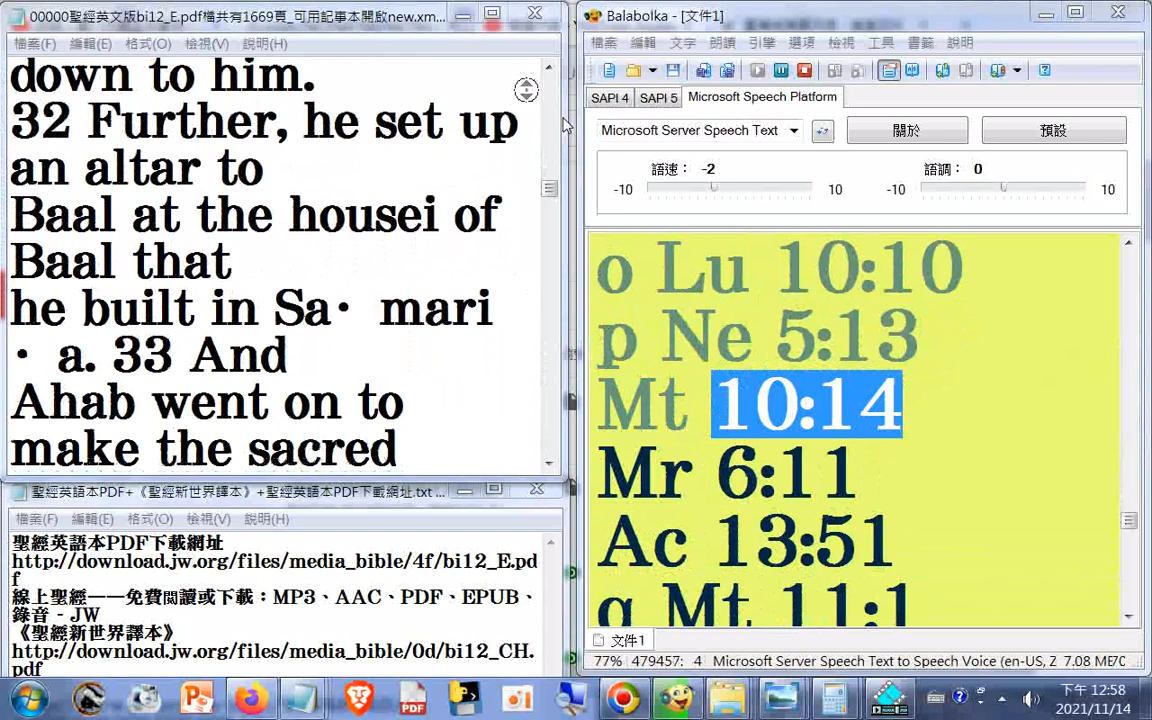 00000聖經英文版bi12_E.pdf檔共有1669頁_可用記事本開啟new.xm...
檔案(F) 編輯(E) 格式(O) 檢視(V) 說明(H)
down to him.
32 Further, he set up
an altar to
Baal at the housei of
Baal that
he built in Sa· mari
· a. 33 And
Ahab went on to
make the sacred
聖經英語本PDF+《聖經新世界譯本》+聖經英語本PDF下載網址.txt ...
檔案(F) 編輯(E) 格式(O) 檢視(V) 說明(H)
聖經英語本PDF下載網址
http://download.jw.org/files/media_bible/4f/bi12_E.pd
f
線上聖經——免費閱讀或下載：MP3、AAC、PDF、EPUB、
錄音 - JW
《聖經新世界譯本》
http://download.jw.org/files/media_bible/0d/bi12_CH.
pdf
Balabolka - [文件1]
檔案 編輯 文字 朗讀 引擎 選項 檢視 工具 書籤 說明
SAPI 4 SAPI 5 Microsoft Speech Platform
Microsoft Server Speech Text 關於 預設
語速： -2 語調： 0
-10 10 -10 10
o Lu 10:10
p Ne 5:13
Mt 10:14
Mr 6:11
Ac 13:51
q Mt 11:1
文件1
77% 479457: 4 Microsoft Server Speech Text to Speech Voice (en-US, Z 7.08 ME
PDF
下午 12:58
2021/11/14